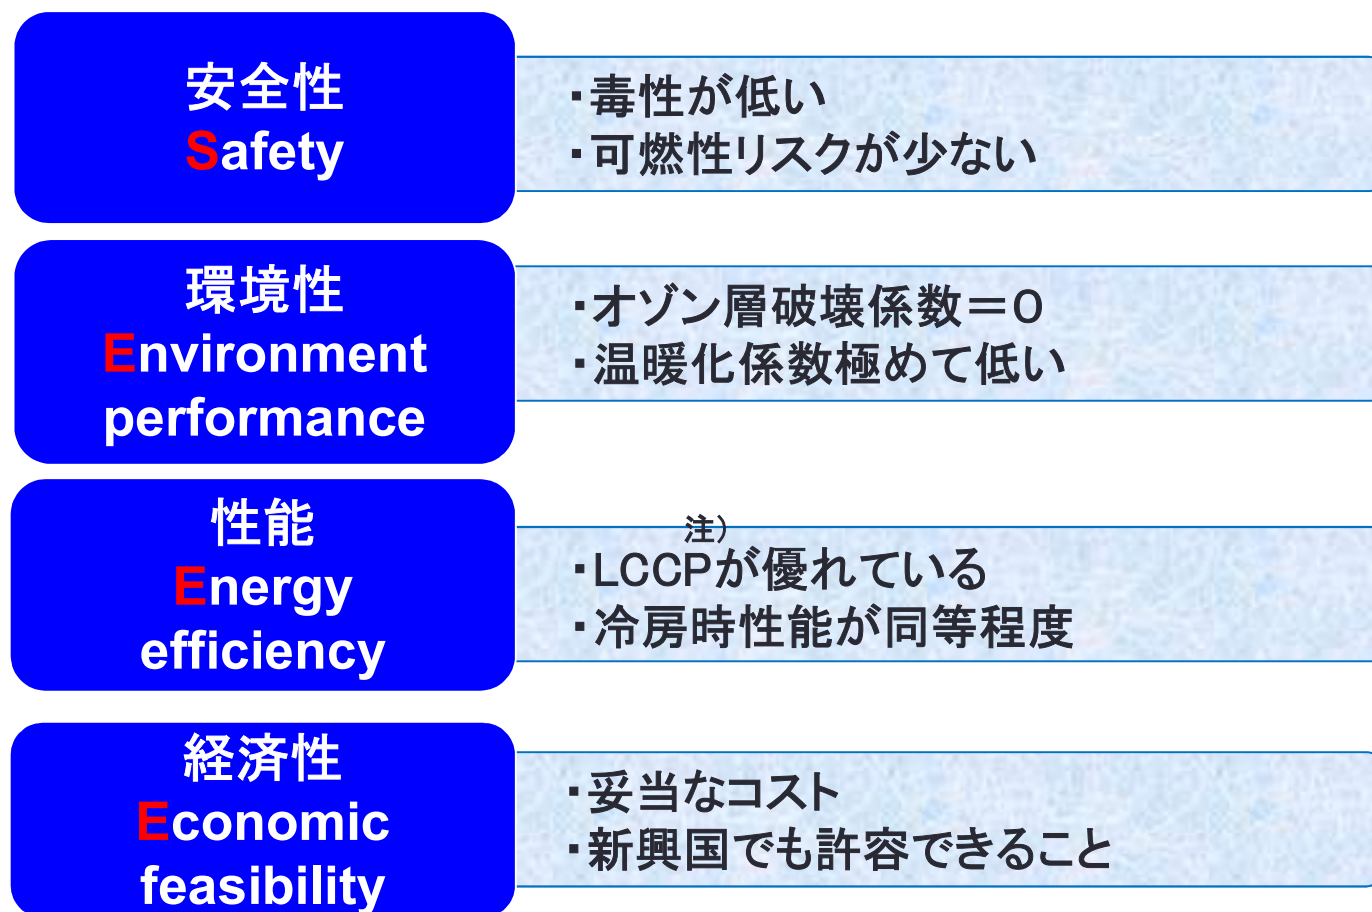 安全性
Safety
・毒性が低い
・可燃性リスクが少ない
環境性
Environment
performance
・オゾン層破壊係数＝0
・温暖化係数極めて低い
性能
Energy
efficiency
注）
・LCCPが優れている
・冷房時性能が同等程度
経済性
Economic
feasibility
・妥当なコスト
・新興国でも許容できること